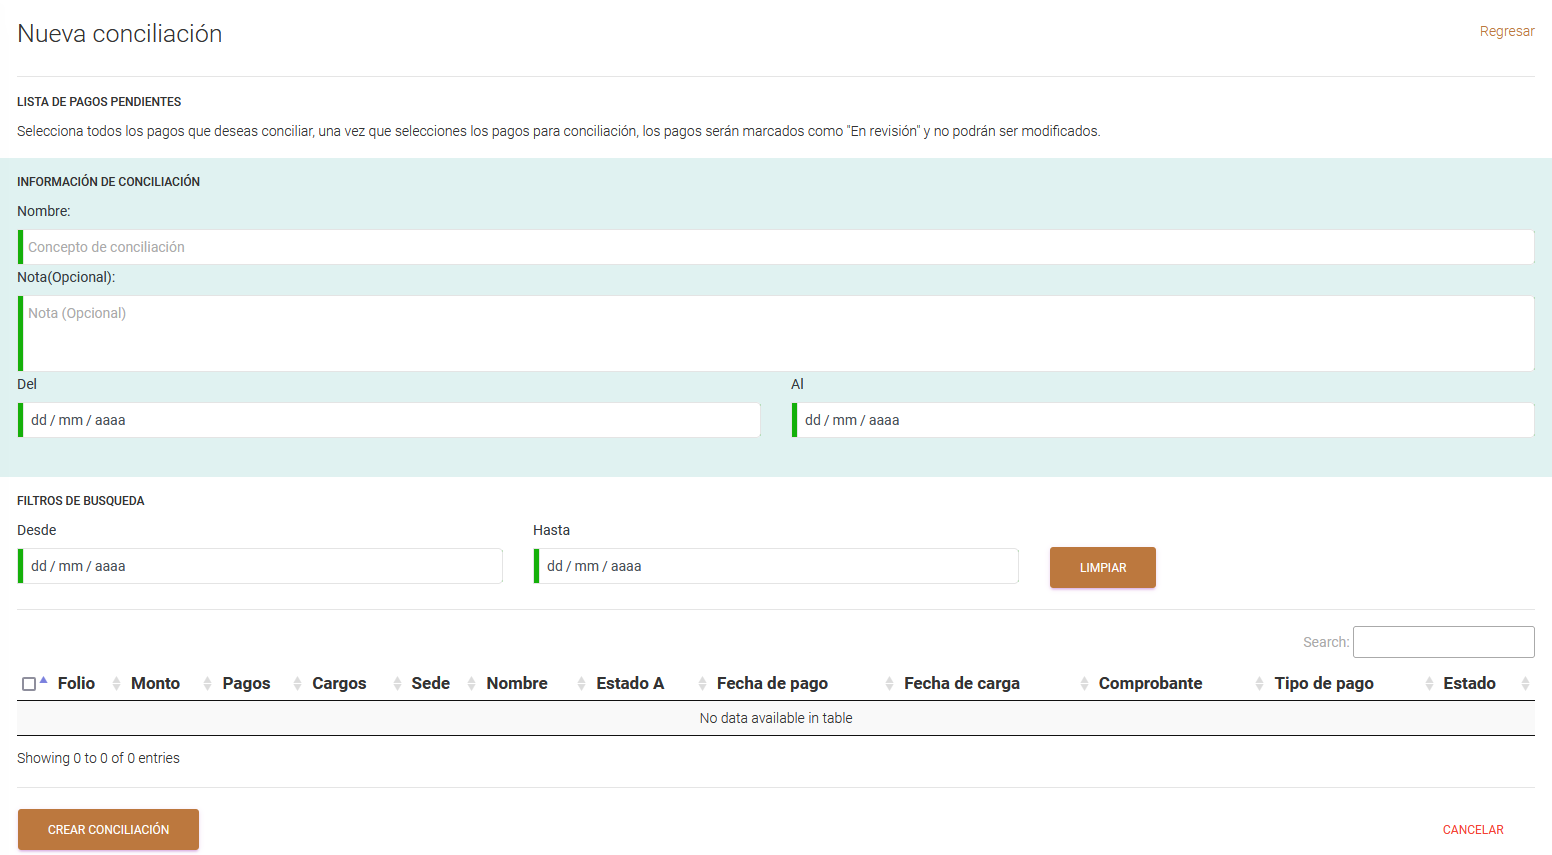 Nueva conciliación
Regresar
LISTA DE PAGOS PENDIENTES
Selecciona todos los pagos que deseas conciliar, una vez que selecciones los pagos para conciliación, los pagos serán marcados como "En revisión" y no podrán ser modificados.
INFORMACIÓN DE CONCILIACIÓN
Nombre:
Concepto de conciliación
Nota(Opcional):
Nota (Opcional)
Del Al
dd / mm / aaaa dd / mm / aaaa
FILTROS DE BUSQUEDA
Desde Hasta
dd / mm / aaaa dd / mm / aaaa LIMPIAR
Search:
Folio Monto Pagos Cargos Sede Nombre Estado A Fecha de pago Fecha de carga Comprobante Tipo de pago Estado
No data available in table
Showing 0 to 0 of 0 entries
CREAR CONCILIACIÓN CANCELAR